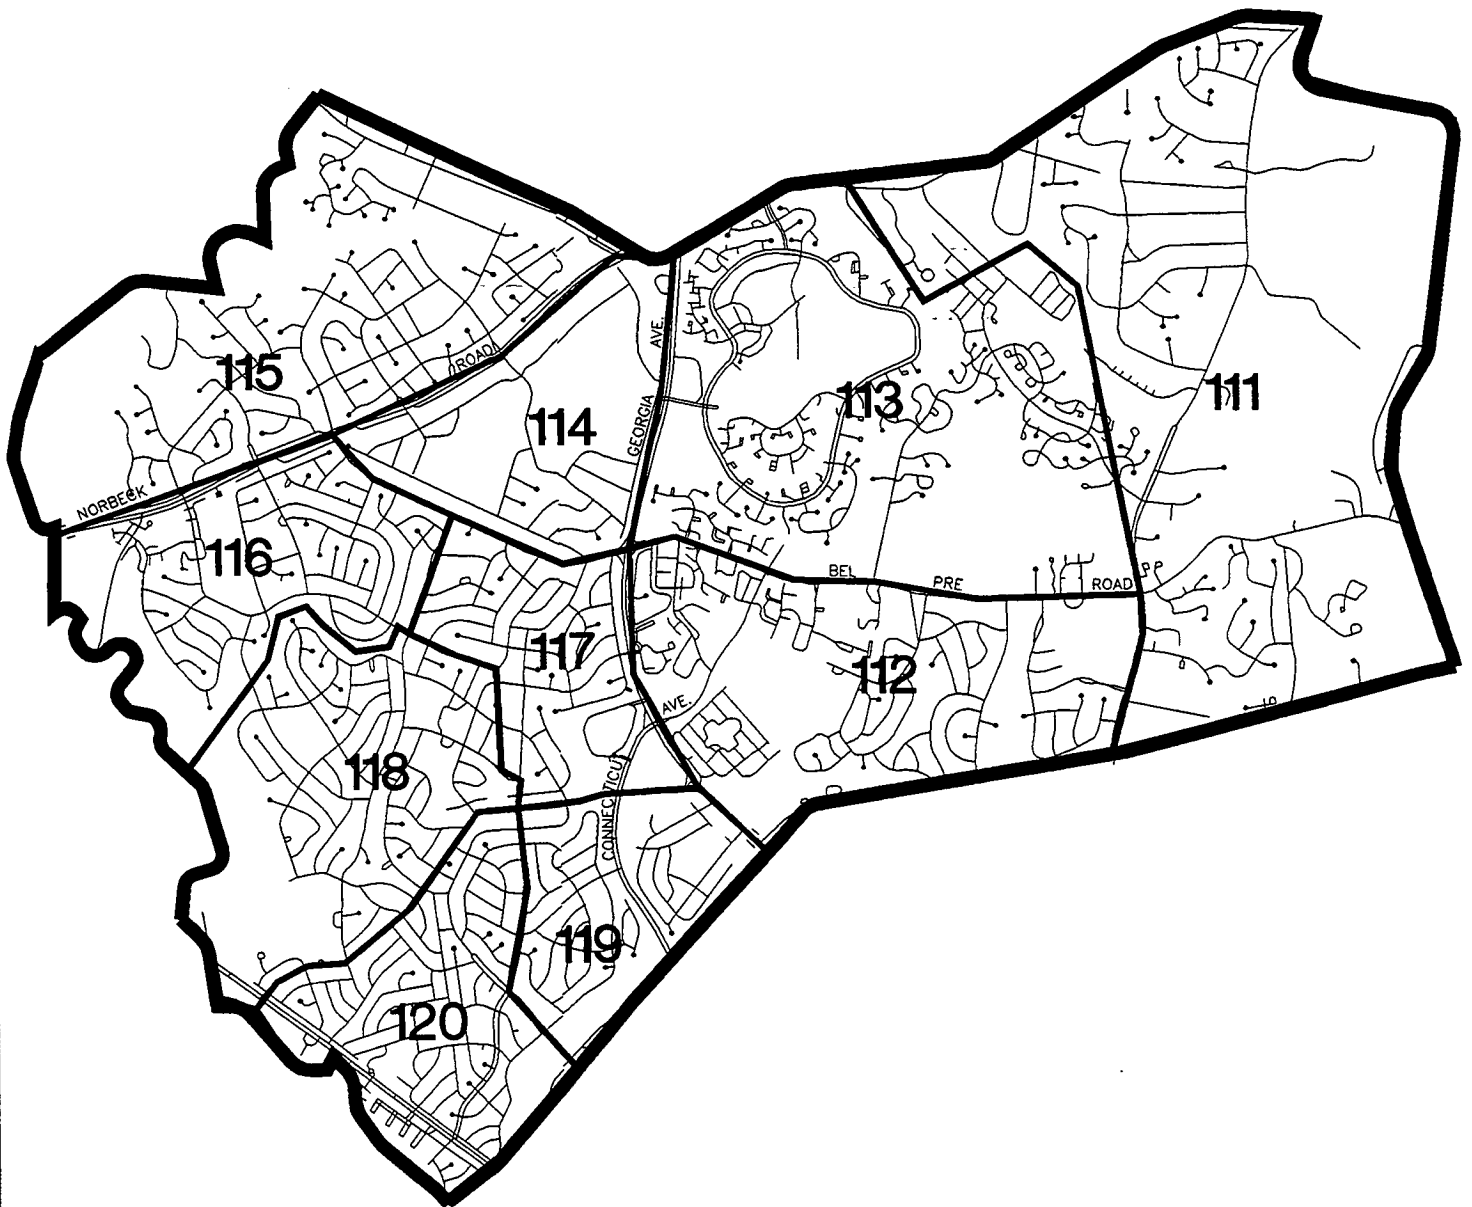 115
ROAD
AVE.
GEORGIA
114
113
111
NORBECK
116
BEL PRE ROAD
117
112
AVE.
CONNECTICUT
118
119
120